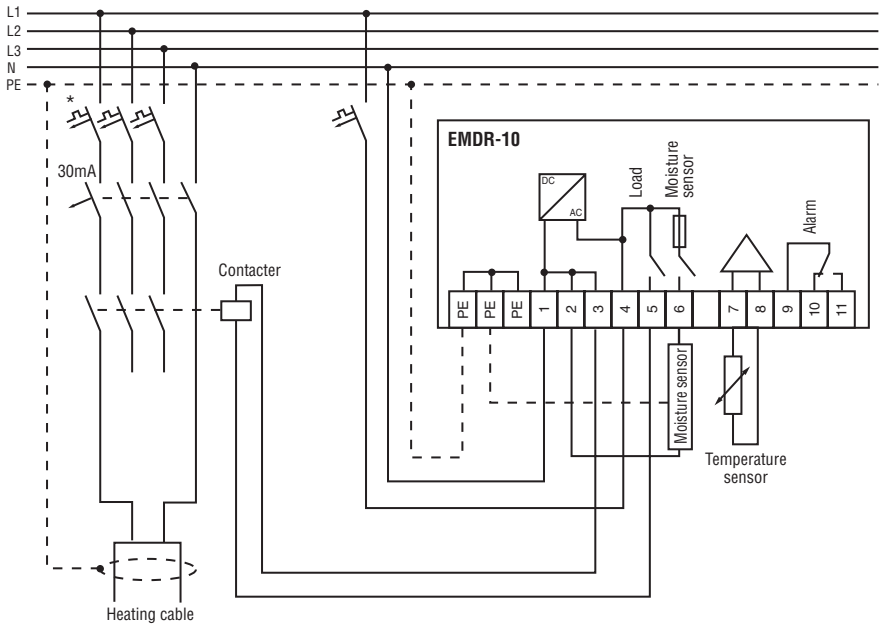 L1
L2
L3
N
PE
*
30mA
EMDR-10
DC
AC
Load
Moisture
sensor
Alarm
Contacter
PE
PE
PE
1
2
3
4
5
6
7
8
9
10
11
Moisture sensor
Temperature
sensor
Heating cable